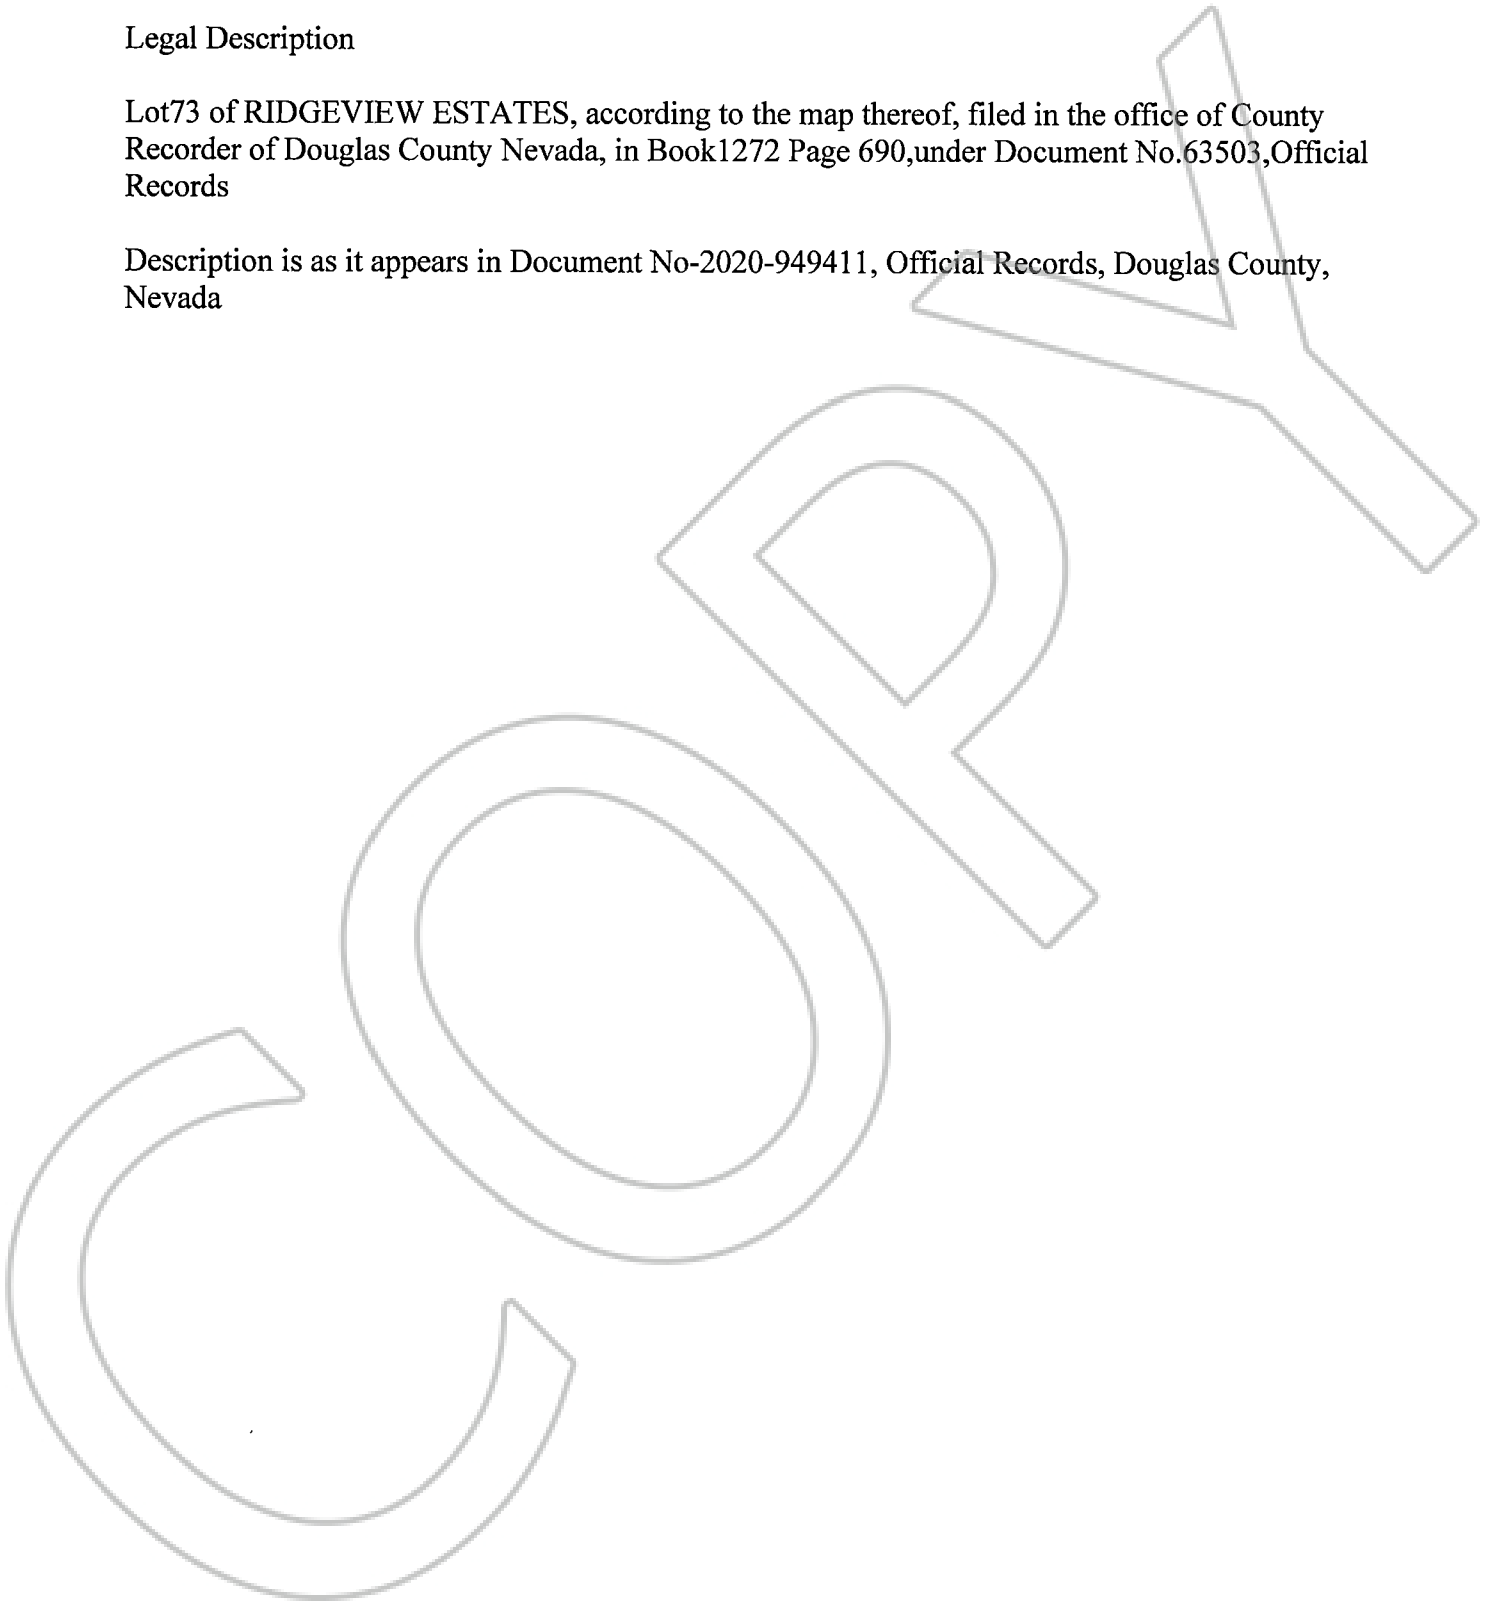 Legal Description
Lot73 of RIDGEVIEW ESTATES, according to the map thereof, filed in the office of County
Recorder of Douglas County Nevada, in Book1272 Page 690,under Document No.63503,Official
Records
Description is as it appears in Document No-2020-949411, Official Records, Douglas County,
Nevada
COPY